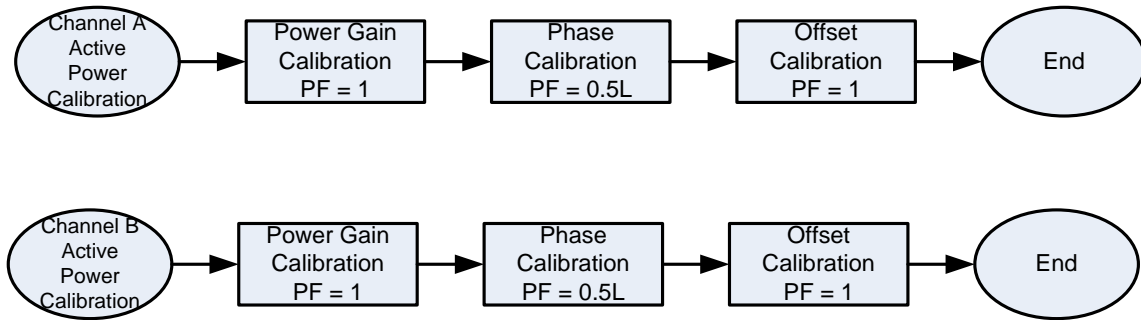 Channel A
Active
Power
Calibration
Power Gain
Calibration
PF = 1
Phase
Calibration
PF = 0.5L
Offset
Calibration
PF = 1
End
Channel B
Active
Power
Calibration
Power Gain
Calibration
PF = 1
Phase
Calibration
PF = 0.5L
Offset
Calibration
PF = 1
End